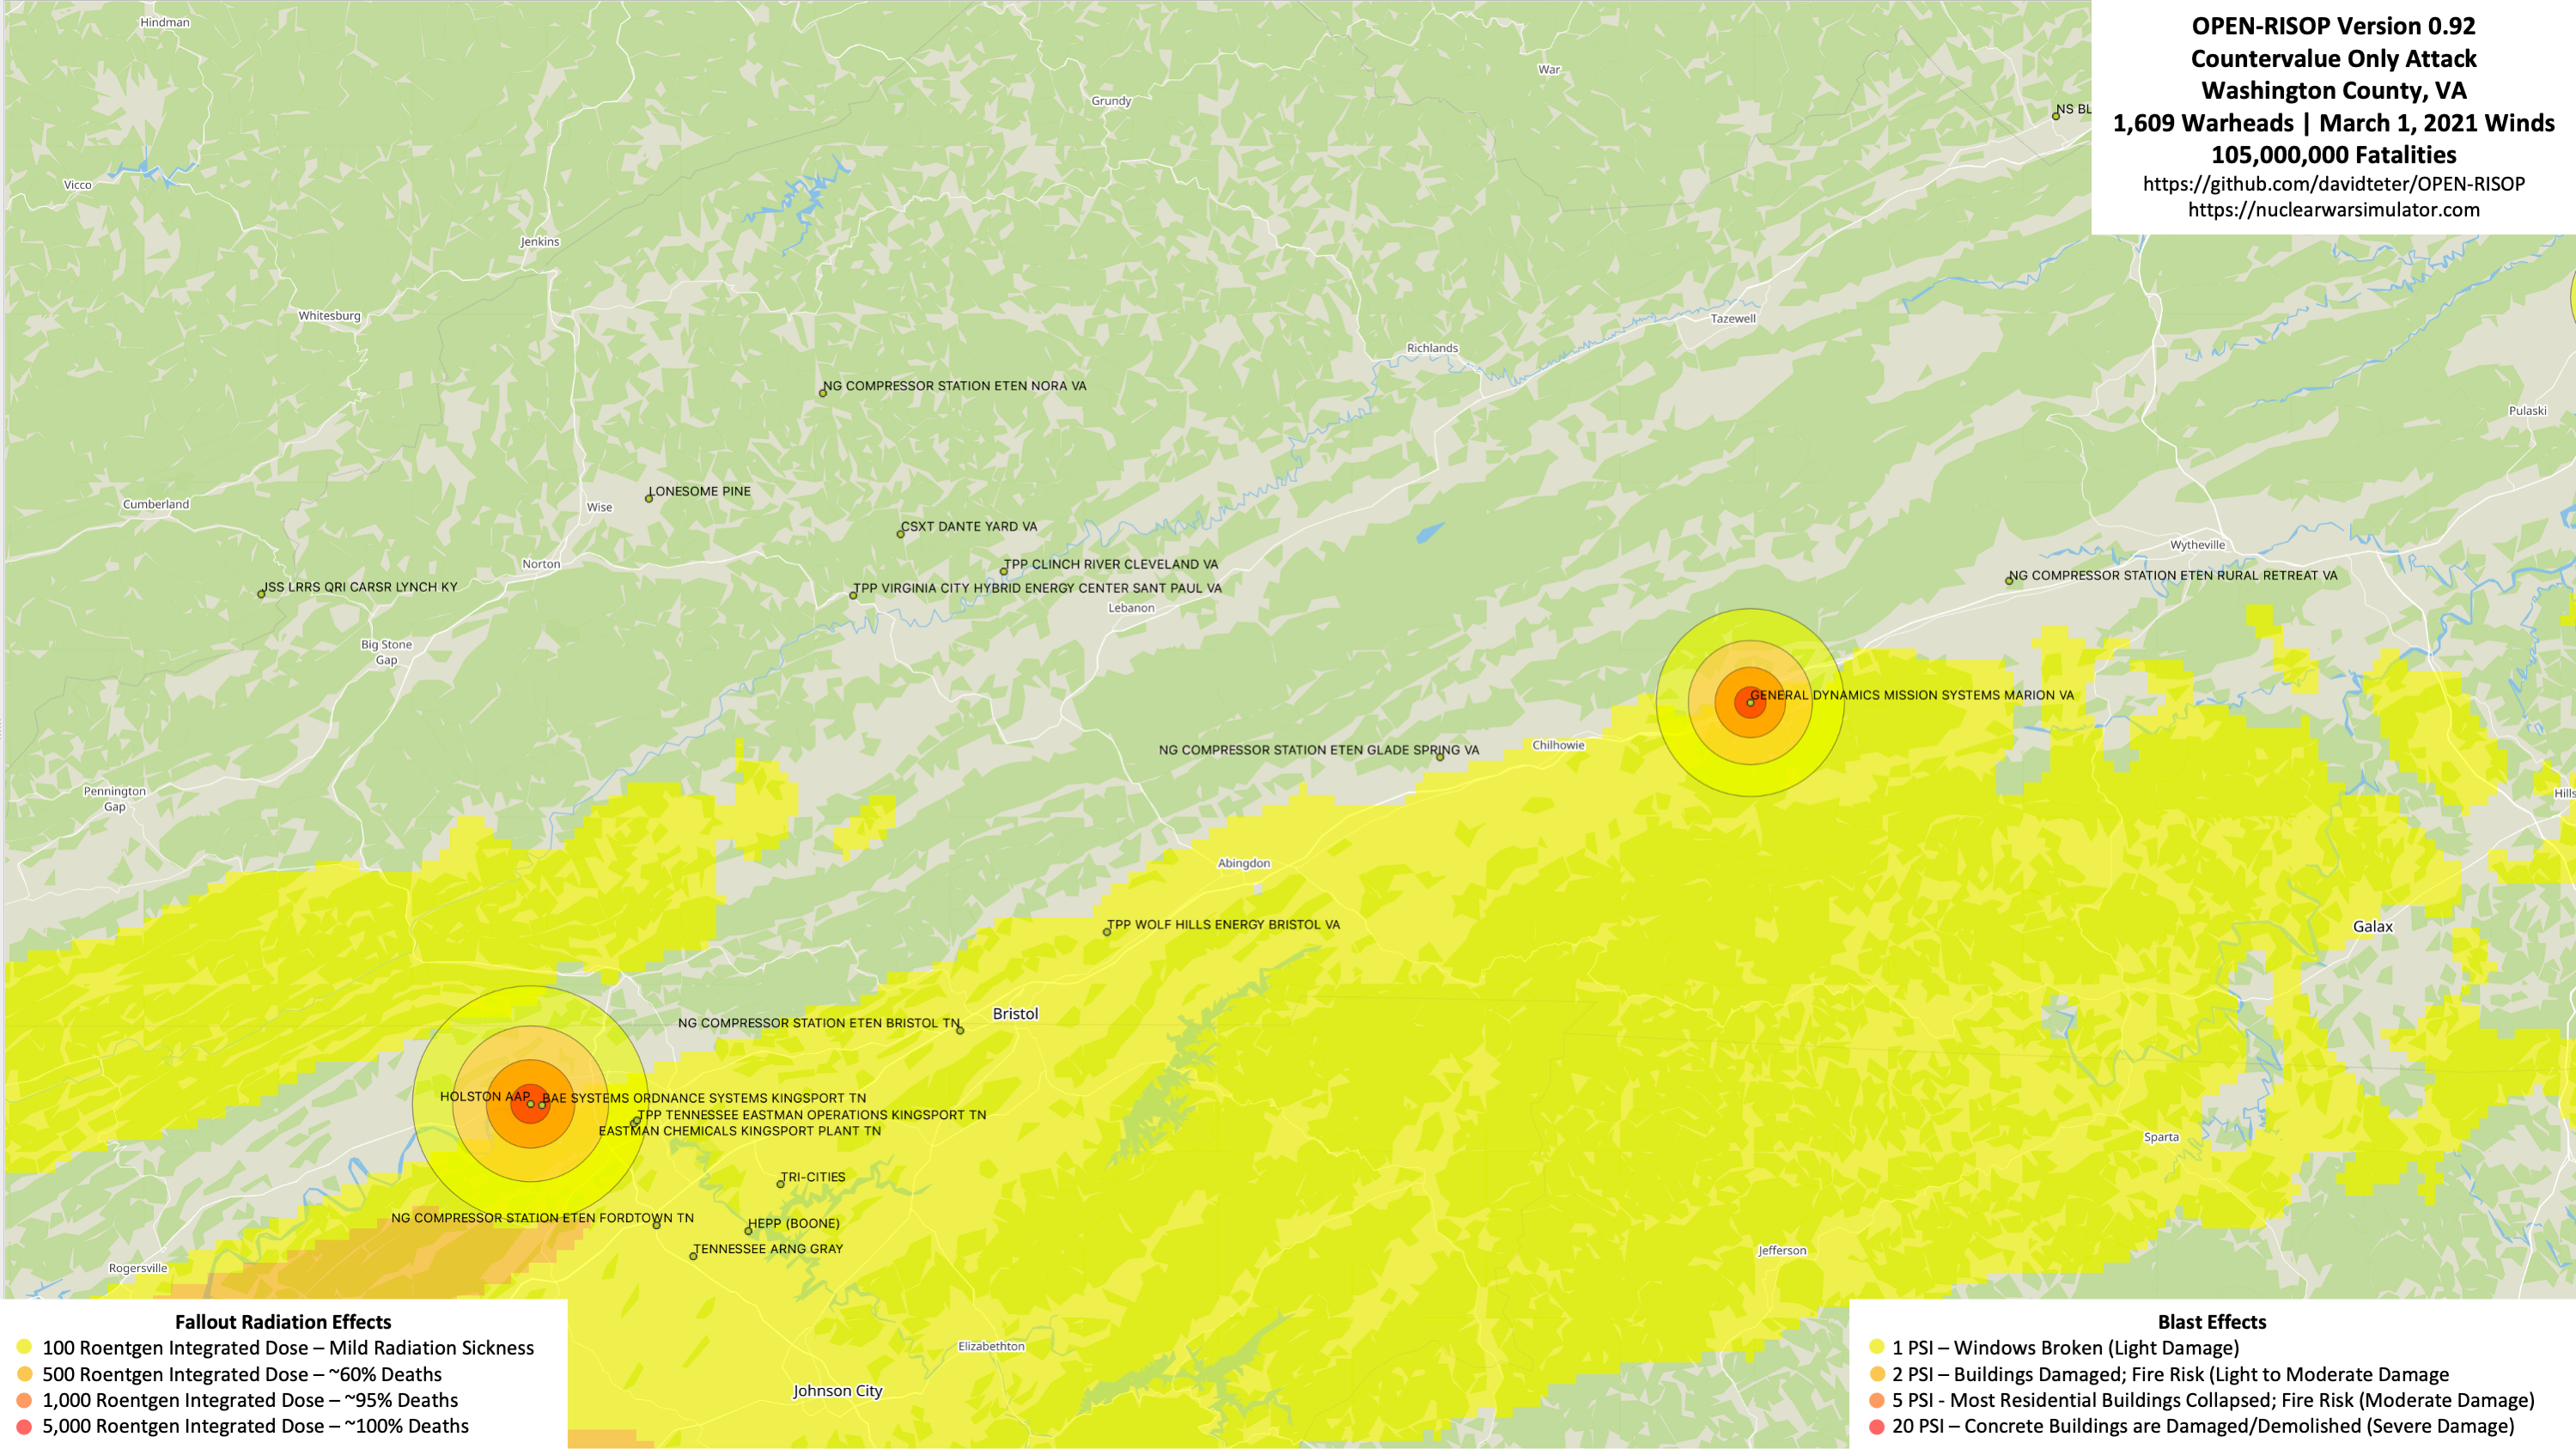 OPEN-RISOP Version 0.92
Countervalue Only Attack
Washington County, VA
1,609 Warheads | March 1, 2021 Winds
105,000,000 Fatalities
https://github.com/davidteter/OPEN-RISOP
https://nuclearwarsimulator.com
Hindman
War
Grundy
NS BL
Vicco
Jenkins
Whitesburg
Tazewell
Richlands
NG COMPRESSOR STATION ETEN NORA VA
Pulaski
LONESOME PINE
Cumberland
Wise
CSXT DANTE YARD VA
Wytheville
Norton
TPP CLINCH RIVER CLEVELAND VA
NG COMPRESSOR STATION ETEN RURAL RETREAT VA
JSS LRRS QRI CARSR LYNCH KY
TPP VIRGINIA CITY HYBRID ENERGY CENTER SANT PAUL VA
Lebanon
Big Stone
Gap
GENERAL DYNAMICS MISSION SYSTEMS MARION VA
Chilhowie
NG COMPRESSOR STATION ETEN GLADE SPRING VA
Pennington
Gap
Hills
Abingdon
TPP WOLF HILLS ENERGY BRISTOL VA
Galax
Bristol
NG COMPRESSOR STATION ETEN BRISTOL TN
HOLSTON AAP
BAE SYSTEMS ORDNANCE SYSTEMS KINGSPORT TN
TPP TENNESSEE EASTMAN OPERATIONS KINGSPORT TN
EASTMAN CHEMICALS KINGSPORT PLANT TN
Sparta
TRI-CITIES
NG COMPRESSOR STATION ETEN FORDTOWN TN
HEPP (BOONE)
TENNESSEE ARNG GRAY
Jefferson
Rogersville
Elizabethton
Johnson City
Fallout Radiation Effects
100 Roentgen Integrated Dose – Mild Radiation Sickness
500 Roentgen Integrated Dose – ~60% Deaths
1,000 Roentgen Integrated Dose – ~95% Deaths
5,000 Roentgen Integrated Dose – ~100% Deaths
Blast Effects
1 PSI – Windows Broken (Light Damage)
2 PSI – Buildings Damaged; Fire Risk (Light to Moderate Damage
5 PSI - Most Residential Buildings Collapsed; Fire Risk (Moderate Damage)
20 PSI – Concrete Buildings are Damaged/Demolished (Severe Damage)